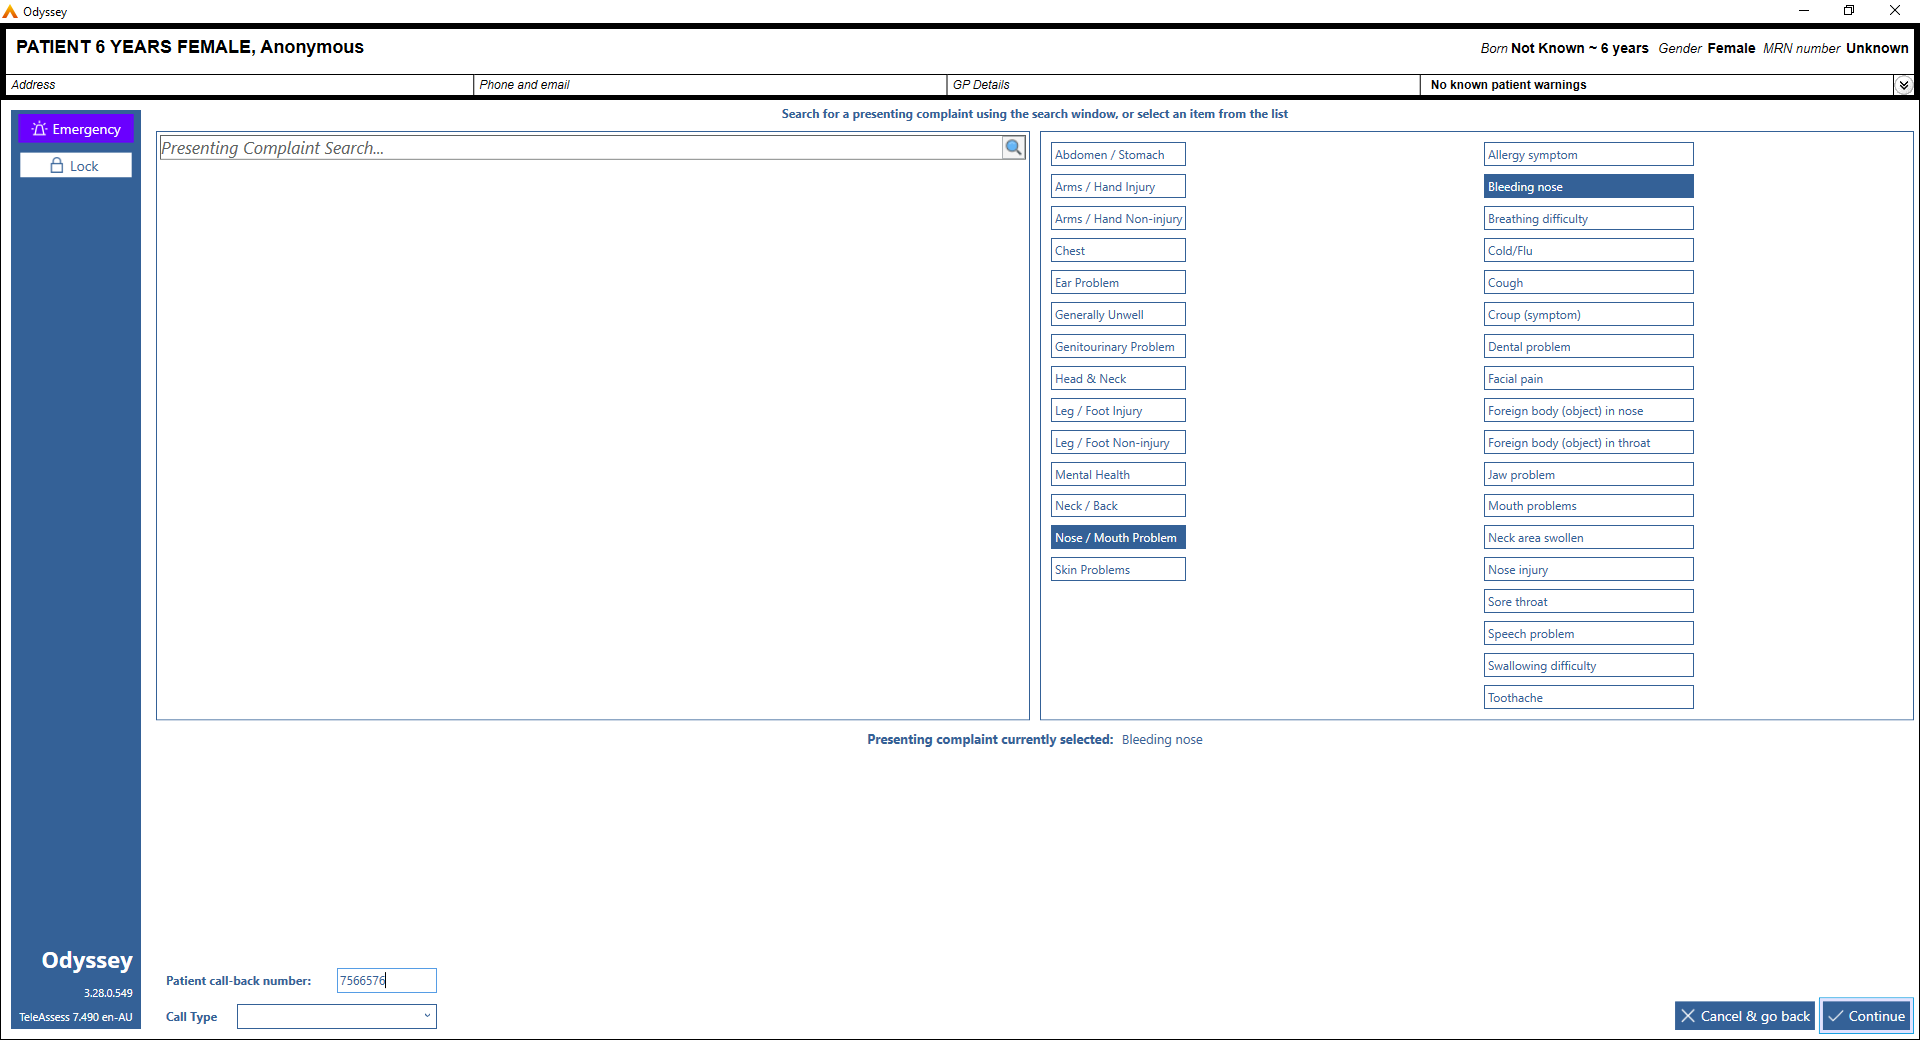 Odyssey
PATIENT 6 YEARS FEMALE, Anonymous
Born Not Known ~ 6 years Gender Female MRN number Unknown
Address
Phone and email
GP Details
No known patient warnings
Emergency
Lock
Search for a presenting complaint using the search window, or select an item from the list
Presenting Complaint Search...
Abdomen / Stomach
Arms / Hand Injury
Arms / Hand Non-injury
Chest
Ear Problem
Generally Unwell
Genitourinary Problem
Head & Neck
Leg / Foot Injury
Leg / Foot Non-injury
Mental Health
Neck / Back
Nose / Mouth Problem
Skin Problems
Allergy symptom
Bleeding nose
Breathing difficulty
Cold/Flu
Cough
Croup (symptom)
Dental problem
Facial pain
Foreign body (object) in nose
Foreign body (object) in throat
Jaw problem
Mouth problems
Neck area swollen
Nose injury
Sore throat
Speech problem
Swallowing difficulty
Toothache
Presenting complaint currently selected: Bleeding nose
Odyssey
3.28.0.549
TeleAssess 7.490 en-AU
Patient call-back number: 7566576
Call Type
Cancel & go back
Continue